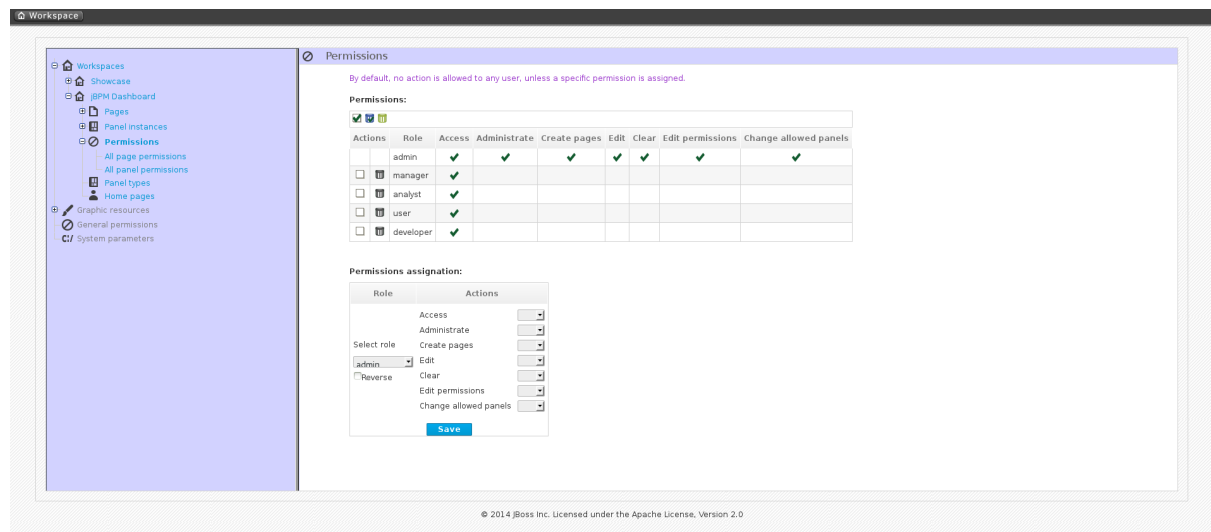 Workspace
Workspaces
Showcase
jBPM Dashboard
Pages
Panel instances
Permissions
All page permissions
All panel permissions
Panel types
Home pages
Graphic resources
General permissions
System parameters
Permissions
By default, no action is allowed to any user, unless a specific permission is assigned.
Permissions:
Actions Role Access Administrate Create pages Edit Clear Edit permissions Change allowed panels
admin
manager
analyst
user
developer
Permissions assignation:
Role Actions
Access
Administrate
Select role Create pages
admin Edit
Reverse Clear
Edit permissions
Change allowed panels
Save
© 2014 JBoss Inc. Licensed under the Apache License, Version 2.0